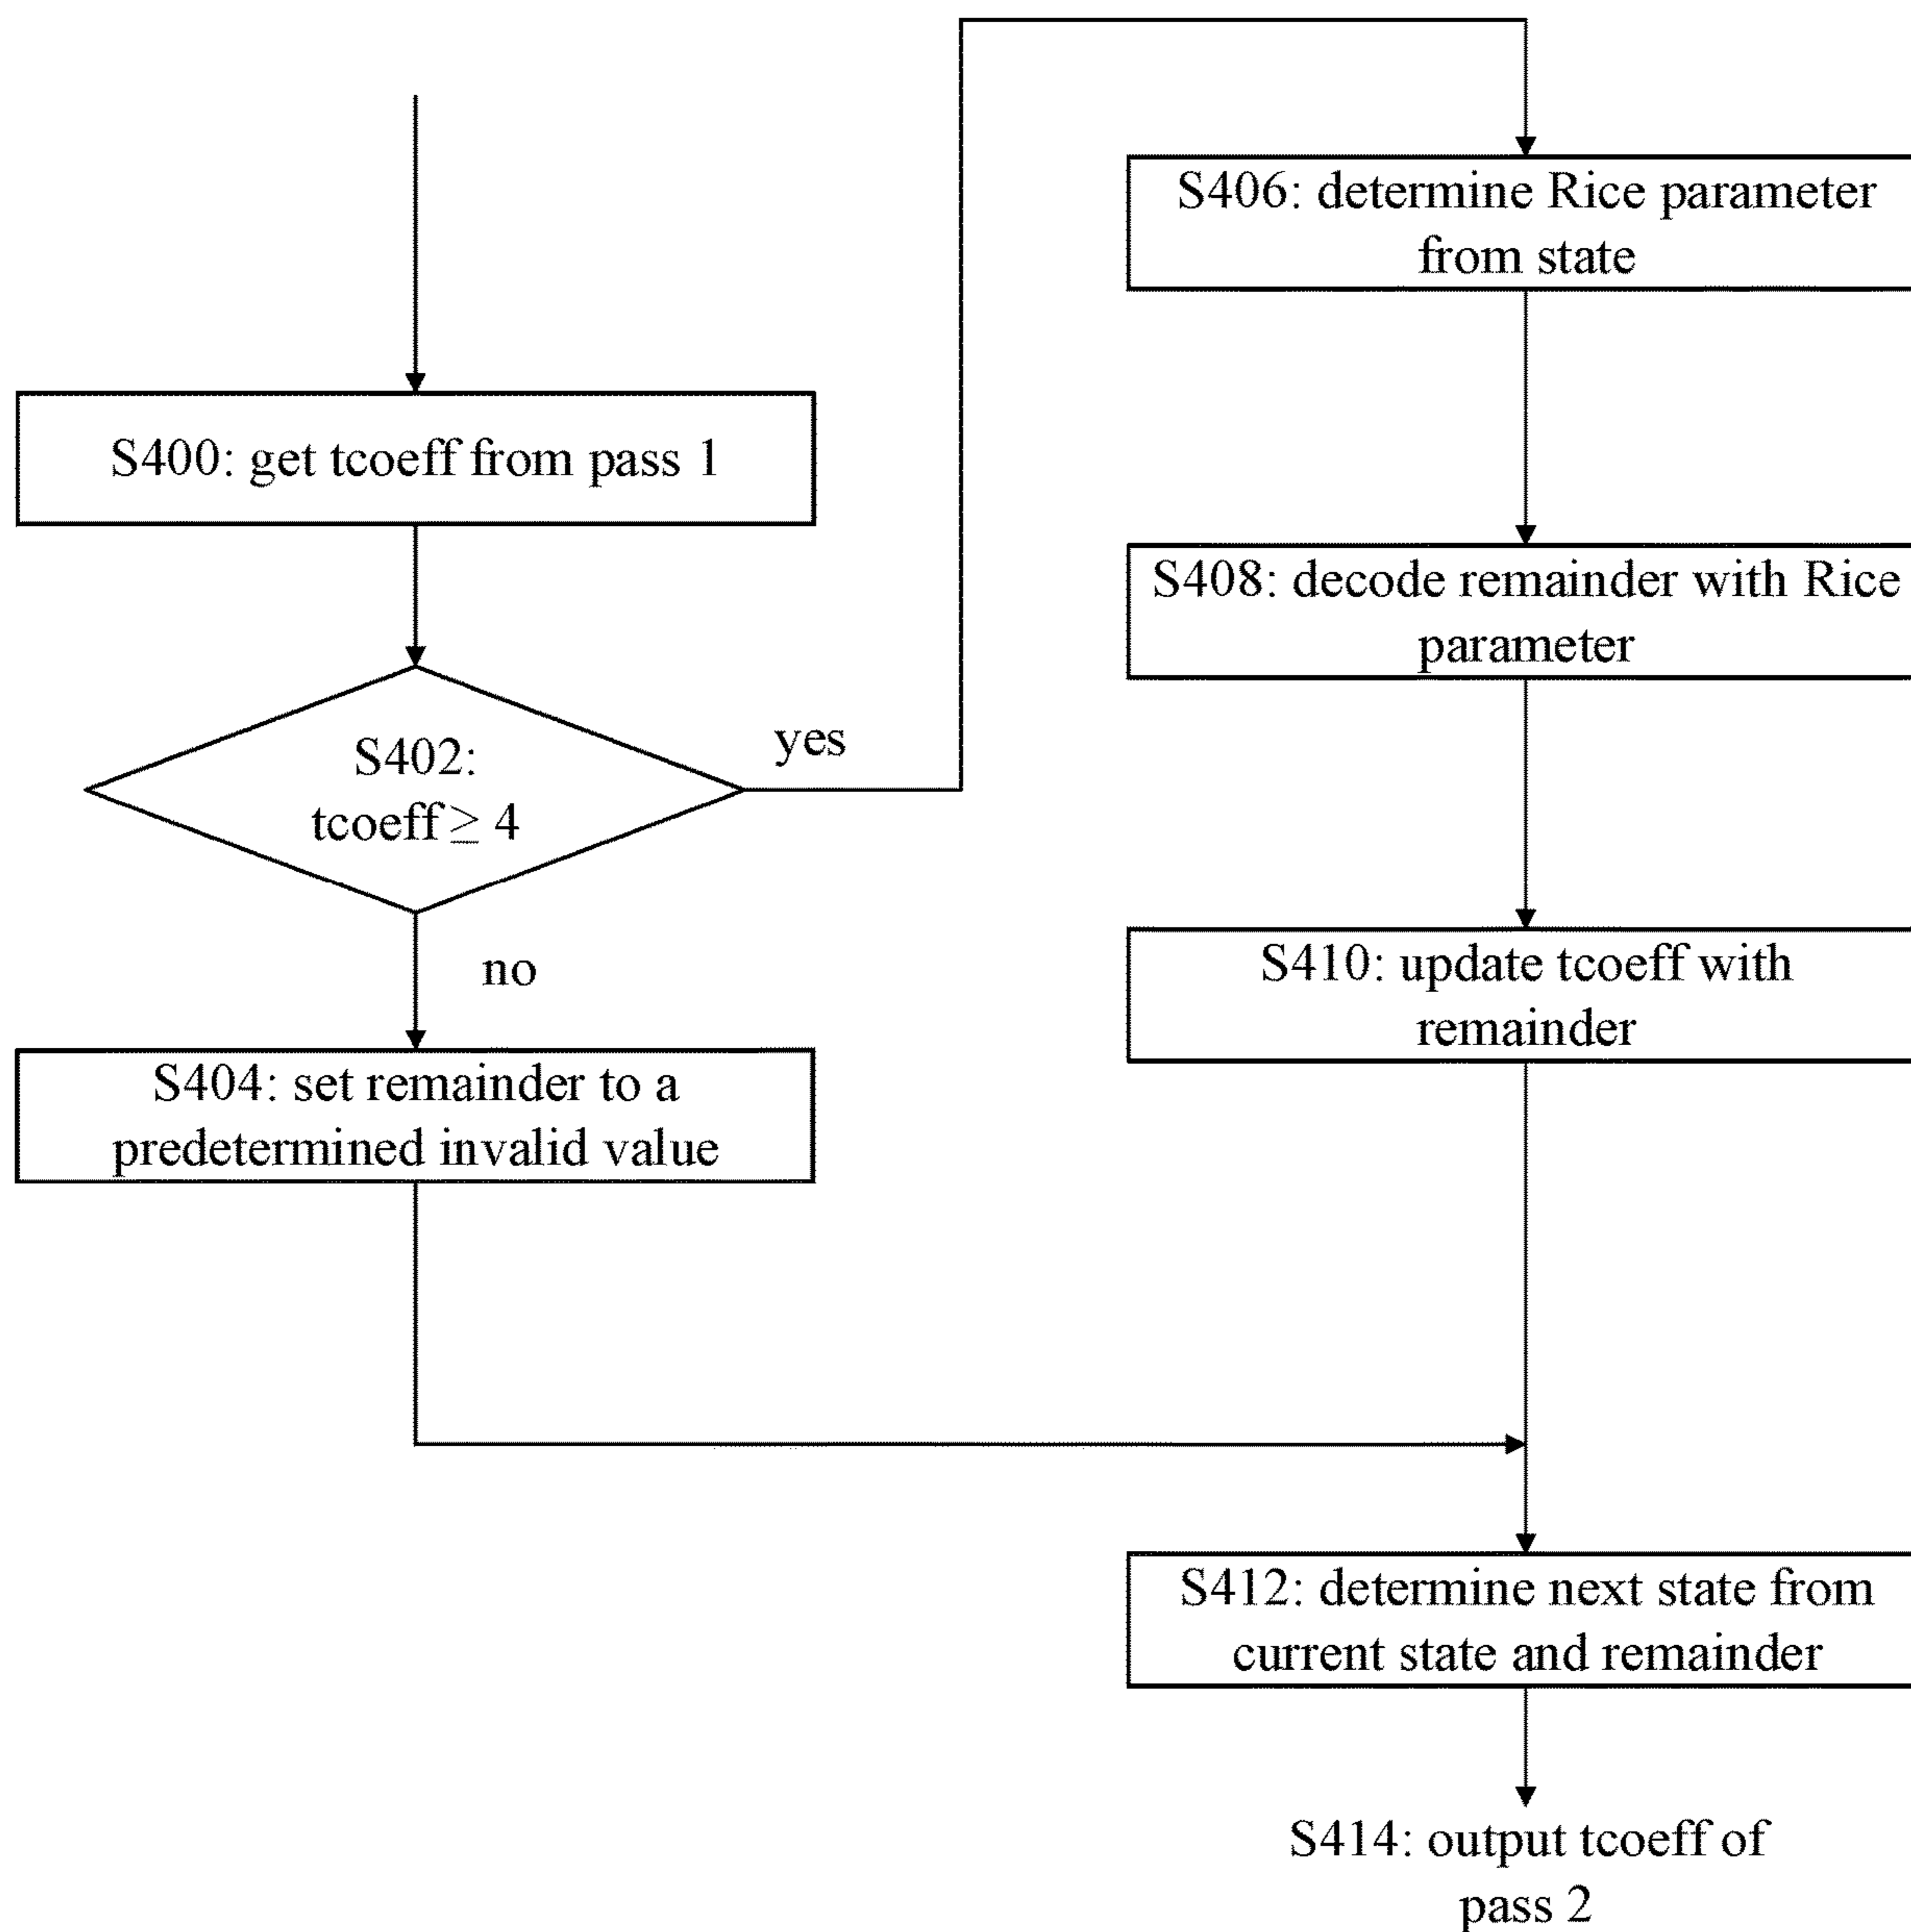 S400: get tcoeff from pass 1
S402:
tcoeff ≥ 4
yes
no
S404: set remainder to a
predetermined invalid value
S406: determine Rice parameter
from state
S408: decode remainder with Rice
parameter
S410: update tcoeff with
remainder
S412: determine next state from
current state and remainder
S414: output tcoeff of
pass 2